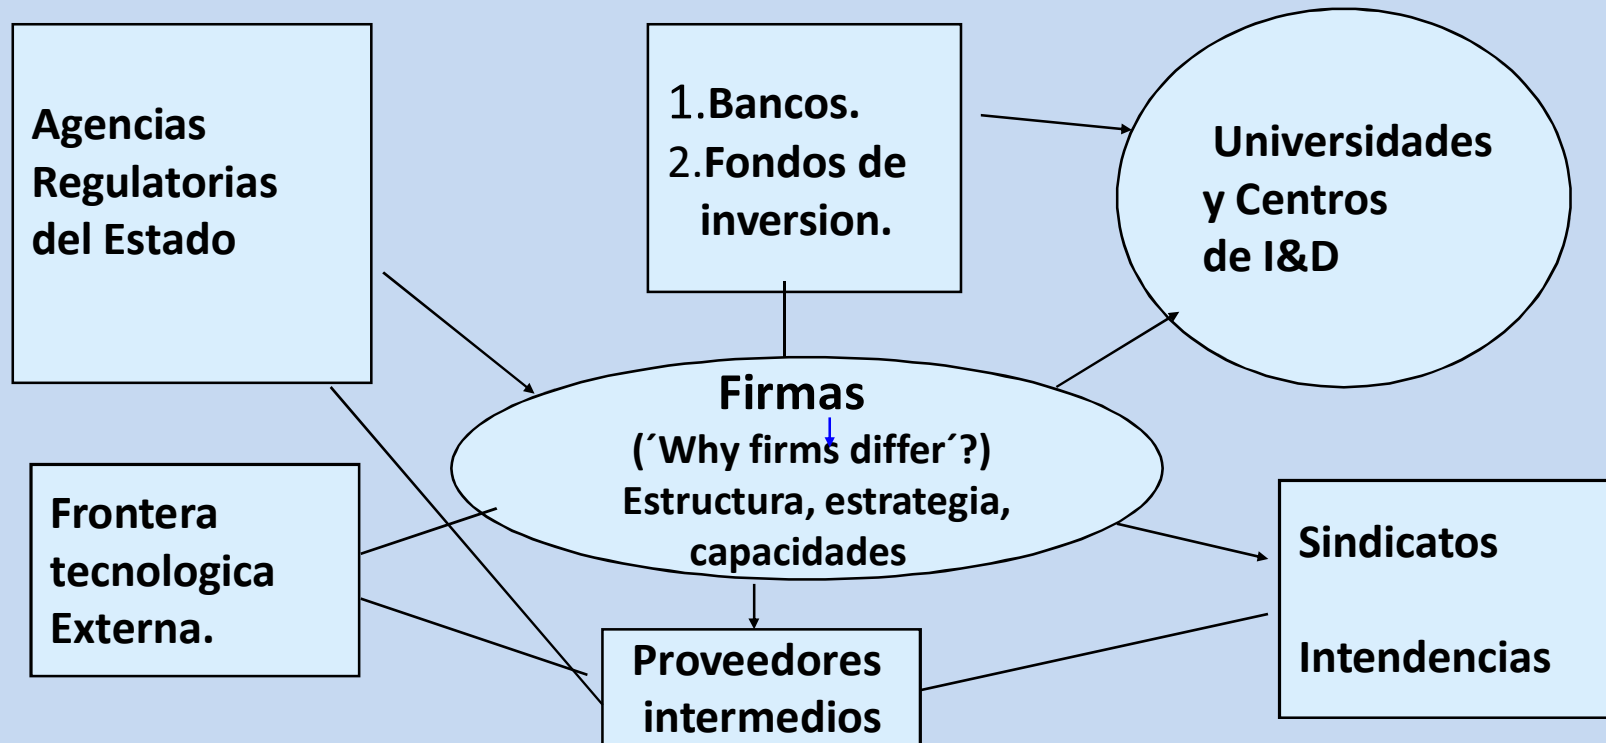 Agencias
Regulatorias
del Estado
1.Bancos.
2.Fondos de
inversion.
Universidades
y Centros
de I&D
Firmas
(´Why firms differ´?)
Estructura, estrategia,
capacidades
Frontera
tecnologica
Externa.
Sindicatos
Intendencias
Proveedores
intermedios